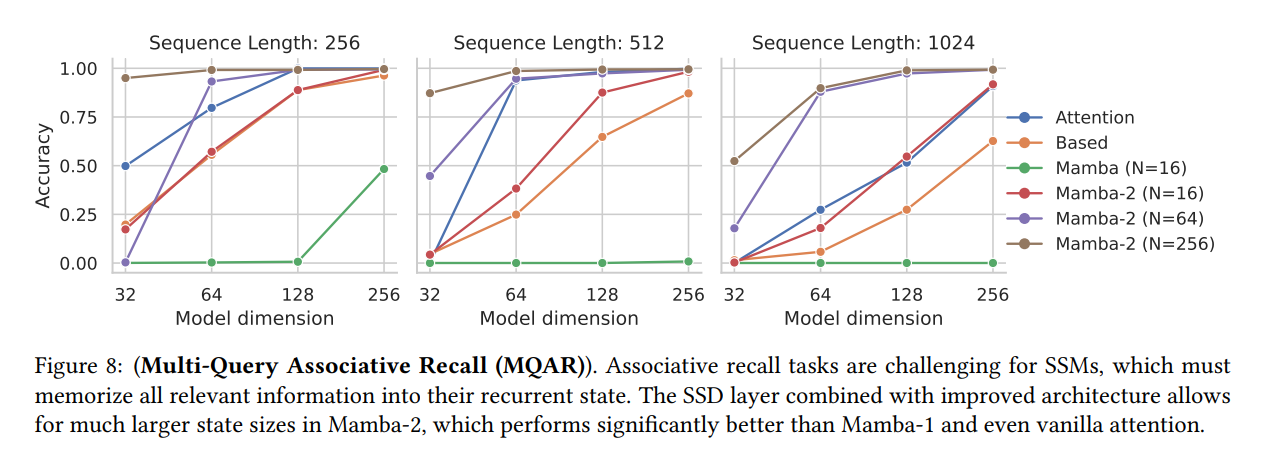 Sequence Length: 256
Sequence Length: 512
Sequence Length: 1024
Accuracy
1.00
0.75
0.50
0.25
0.00
32 64 128 256
32 64 128 256
32 64 128 256
Model dimension
Model dimension
Model dimension
Attention
Based
Mamba (N=16)
Mamba-2 (N=16)
Mamba-2 (N=64)
Mamba-2 (N=256)
Figure 8: (Multi-Query Associative Recall (MQAR)). Associative recall tasks are challenging for SSMs, which must
memorize all relevant information into their recurrent state. The SSD layer combined with improved architecture allows
for much larger state sizes in Mamba-2, which performs significantly better than Mamba-1 and even vanilla attention.